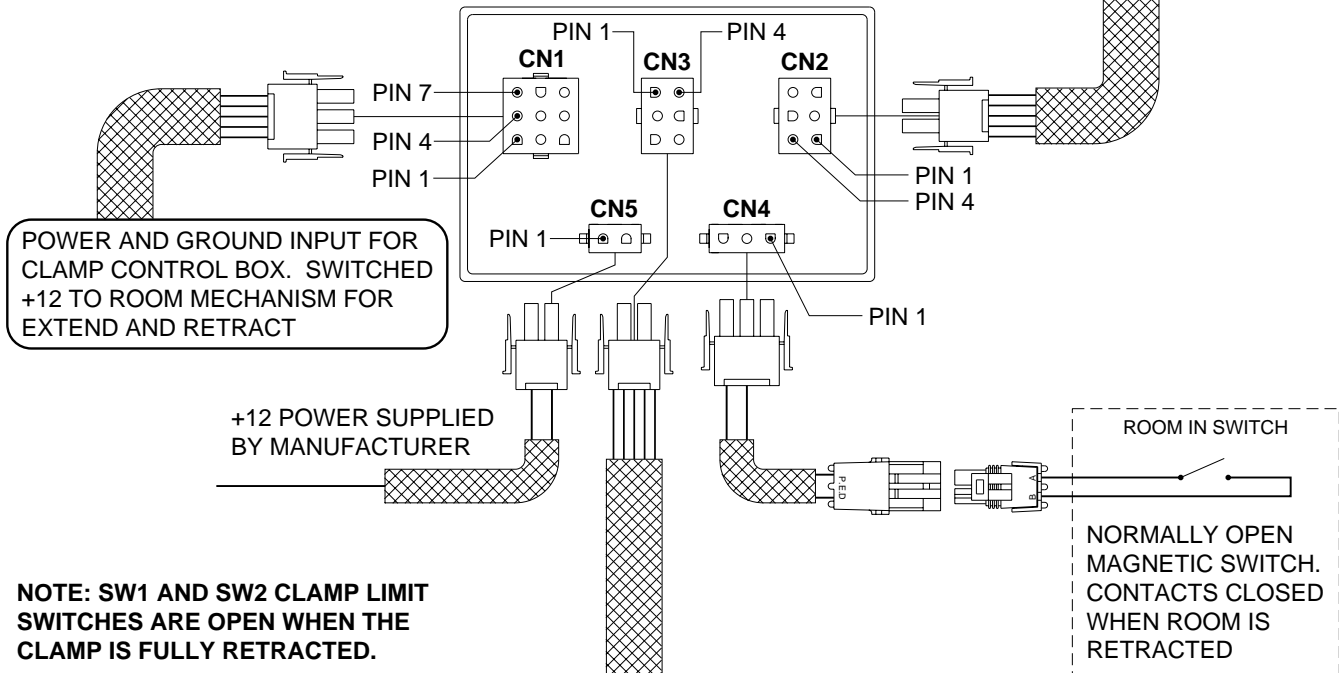 PIN 1
PIN 4
CN1
CN3
CN2
PIN 7
PIN 4
PIN 1
PIN 1
PIN 4
CN5
CN4
PIN 1
PIN 1
POWER AND GROUND INPUT FOR
CLAMP CONTROL BOX. SWITCHED
+12 TO ROOM MECHANISM FOR
EXTEND AND RETRACT
+12 POWER SUPPLIED
BY MANUFACTURER
ROOM IN SWITCH
P.E.D
A
B
NORMALLY OPEN
MAGNETIC SWITCH.
CONTACTS CLOSED
WHEN ROOM IS
RETRACTED
NOTE: SW1 AND SW2 CLAMP LIMIT
SWITCHES ARE OPEN WHEN THE
CLAMP IS FULLY RETRACTED.